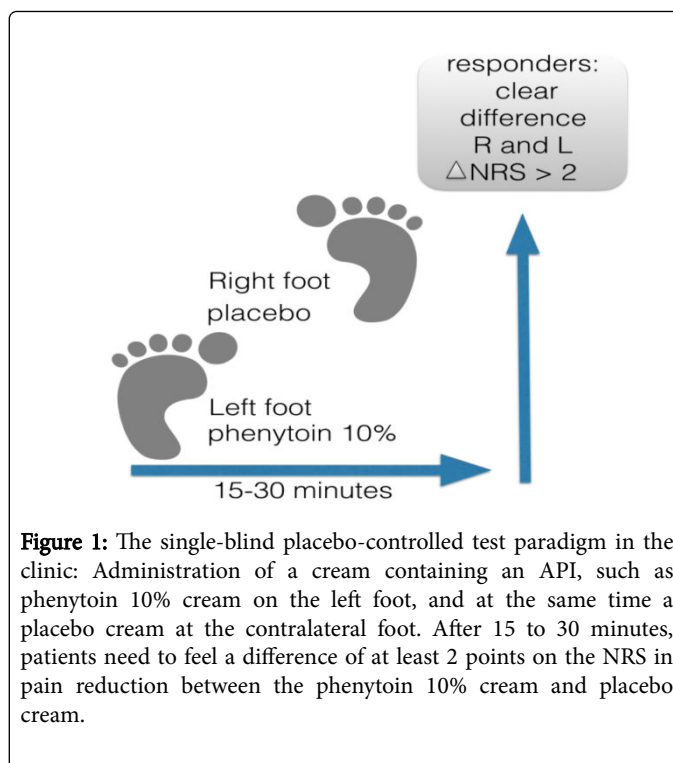 responders:
clear
difference
R and L
△NRS > 2
Right foot
placebo
Left foot
phenytoin 10%
15-30 minutes
Figure 1: The single-blind placebo-controlled test paradigm in the
clinic: Administration of a cream containing an API, such as
phenytoin 10% cream on the left foot, and at the same time a
placebo cream at the contralateral foot. After 15 to 30 minutes,
patients need to feel a difference of at least 2 points on the NRS in
pain reduction between the phenytoin 10% cream and placebo
cream.